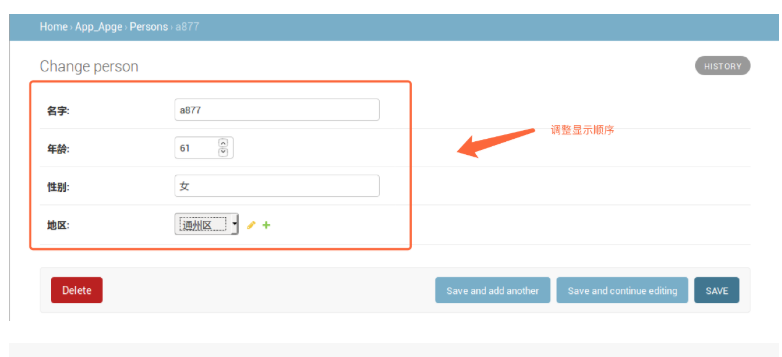 Home › App_Apge › Persons › a877
Change person
HISTORY
名字: a877
调整显示顺序
年龄: 61
性别: 女
地区: 通州区
Delete
Save and add another
Save and continue editing
SAVE